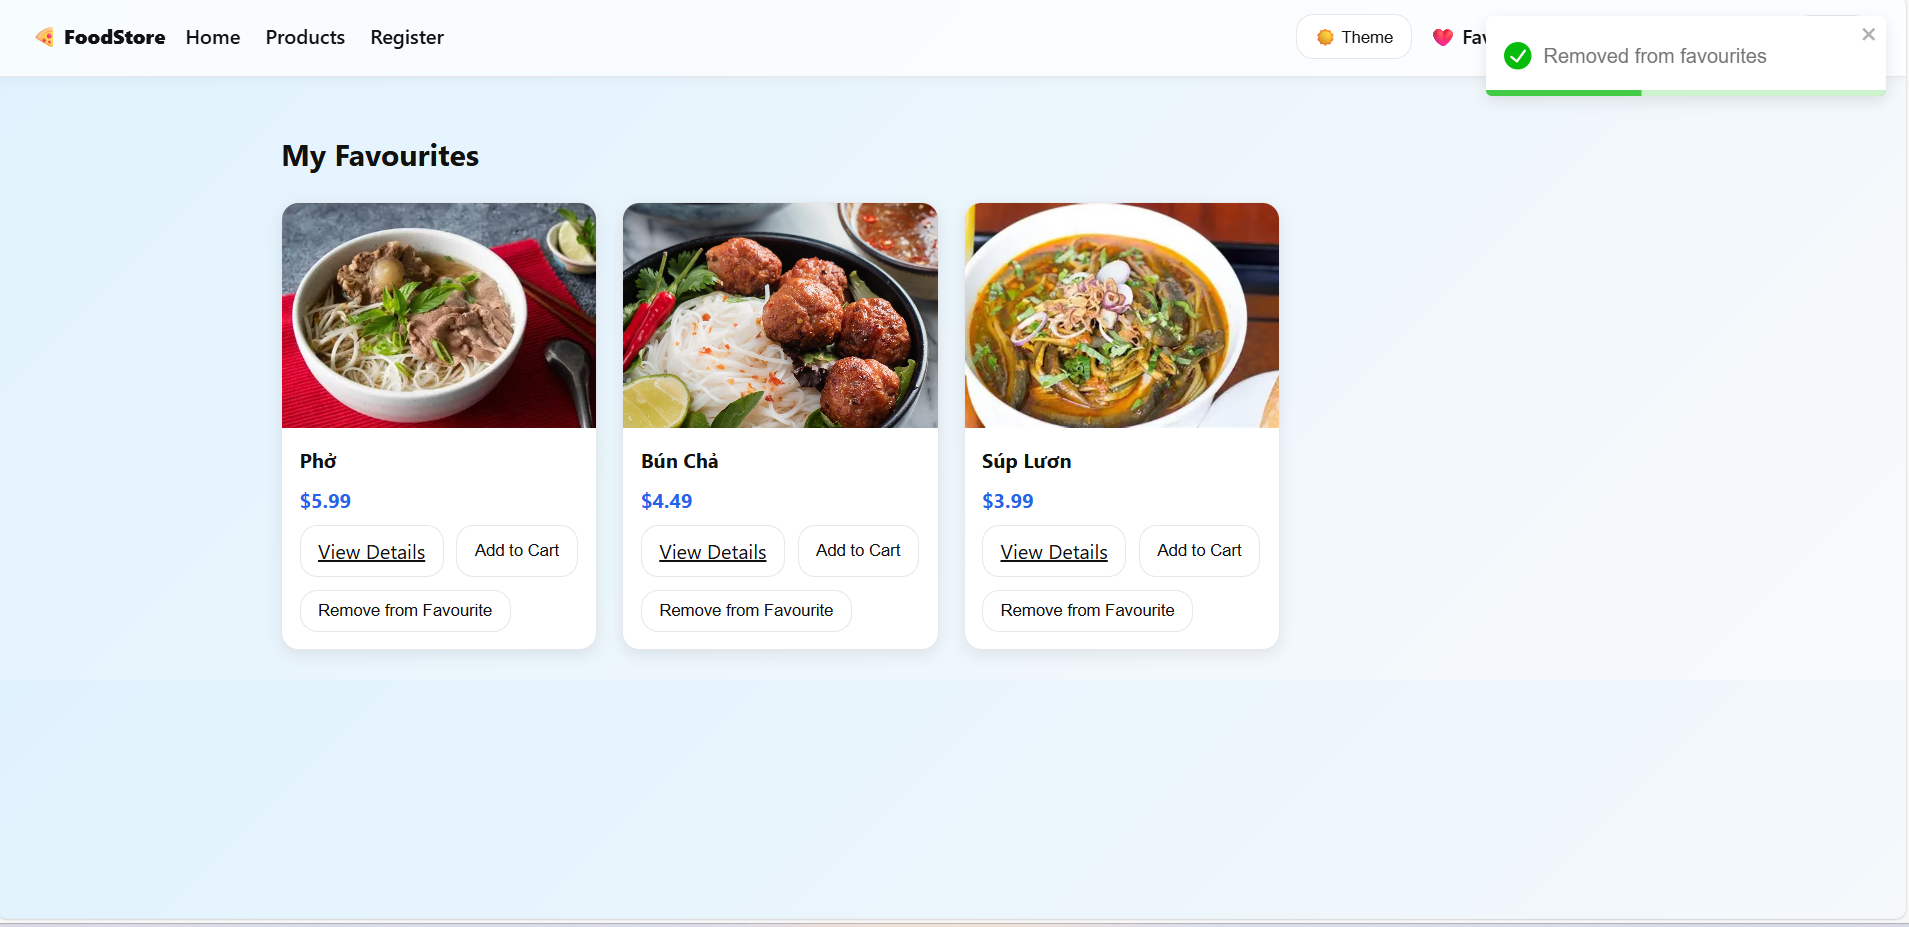 FoodStore Home Products Register
Theme
Removed from favourites
My Favourites
Phở
$5.99
View Details Add to Cart
Remove from Favourite
Bún Chả
$4.49
View Details Add to Cart
Remove from Favourite
Súp Lươn
$3.99
View Details Add to Cart
Remove from Favourite